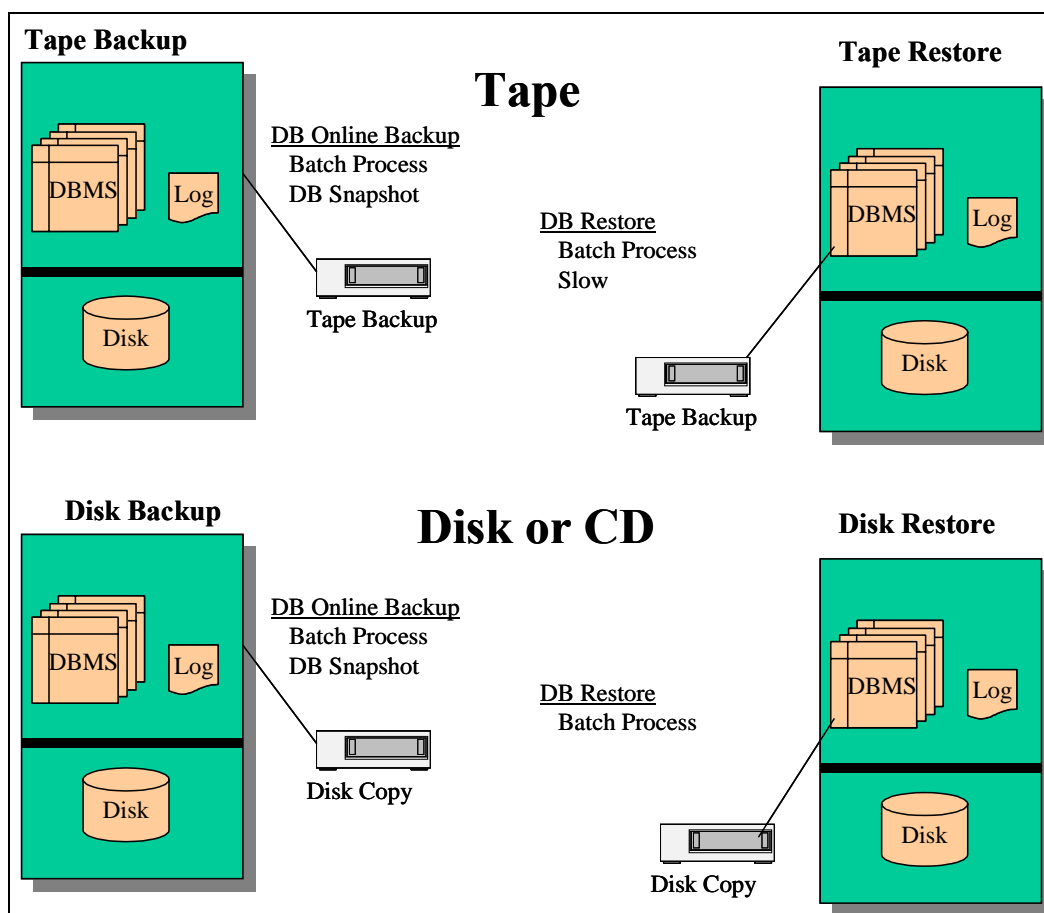 Tape Backup
Tape Restore
Tape
DB Online Backup
Batch Process
DB Snapshot
DBMS
Log
Disk
Tape Backup
DB Restore
Batch Process
Slow
DBMS
Log
Disk
Tape Backup
Disk Backup
Disk or CD
Disk Restore
DB Online Backup
Batch Process
DB Snapshot
DBMS
Log
Disk
Disk Copy
DB Restore
Batch Process
DBMS
Log
Disk
Disk Copy